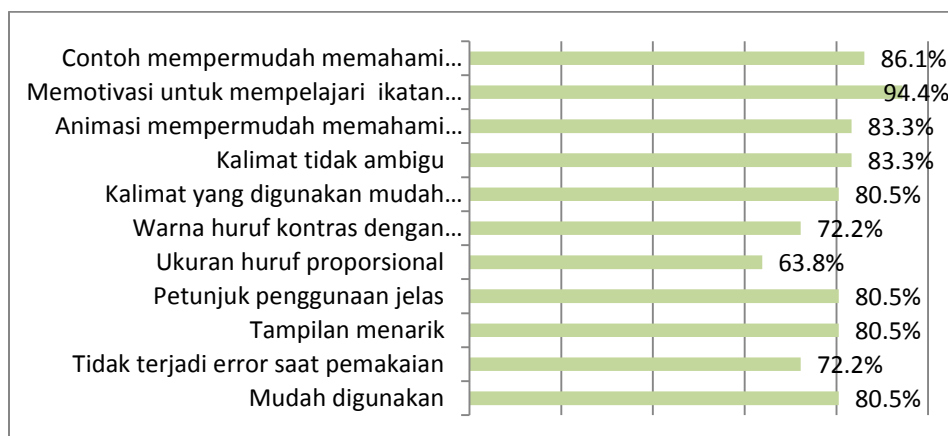 Contoh mempermudah memahami… 86.1%
Memotivasi untuk mempelajari ikatan… 94.4%
Animasi mempermudah memahami… 83.3%
Kalimat tidak ambigu 83.3%
Kalimat yang digunakan mudah… 80.5%
Warna huruf kontras dengan… 72.2%
Ukuran huruf proporsional 63.8%
Petunjuk penggunaan jelas 80.5%
Tampilan menarik 80.5%
Tidak terjadi error saat pemakaian 72.2%
Mudah digunakan 80.5%